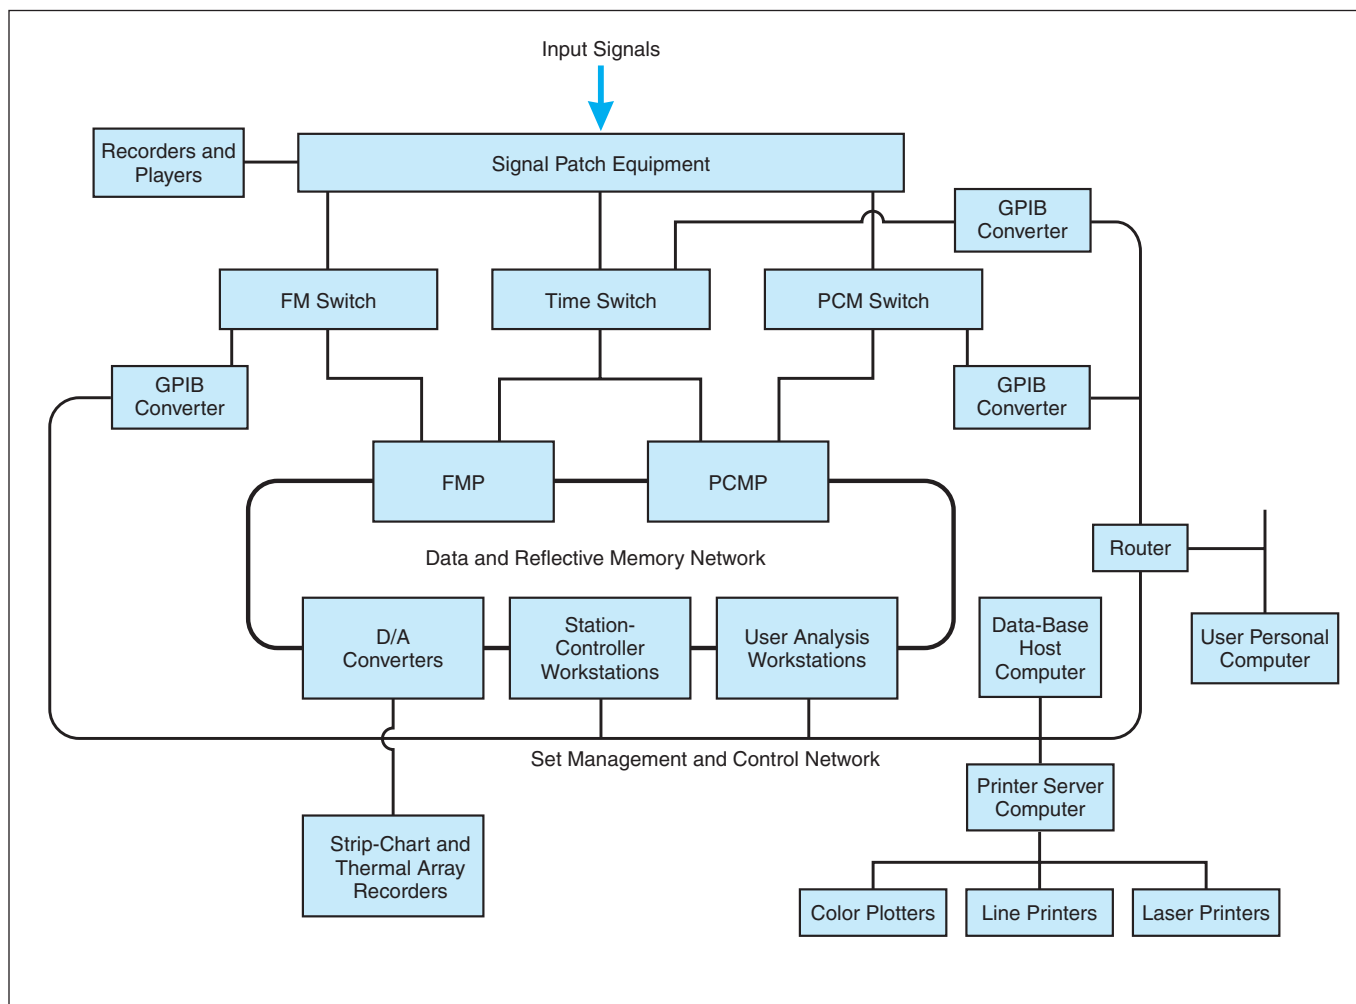 Input Signals
Recorders and
Players
Signal Patch Equipment
GPIB
Converter
FM Switch
Time Switch
PCM Switch
GPIB
Converter
GPIB
Converter
FMP
PCMP
Router
Data and Reflective Memory Network
D/A
Converters
Station-
Controller
Workstations
User Analysis
Workstations
Data-Base
Host
Computer
User Personal
Computer
Set Management and Control Network
Printer Server
Computer
Strip-Chart and
Thermal Array
Recorders
Color Plotters
Line Printers
Laser Printers